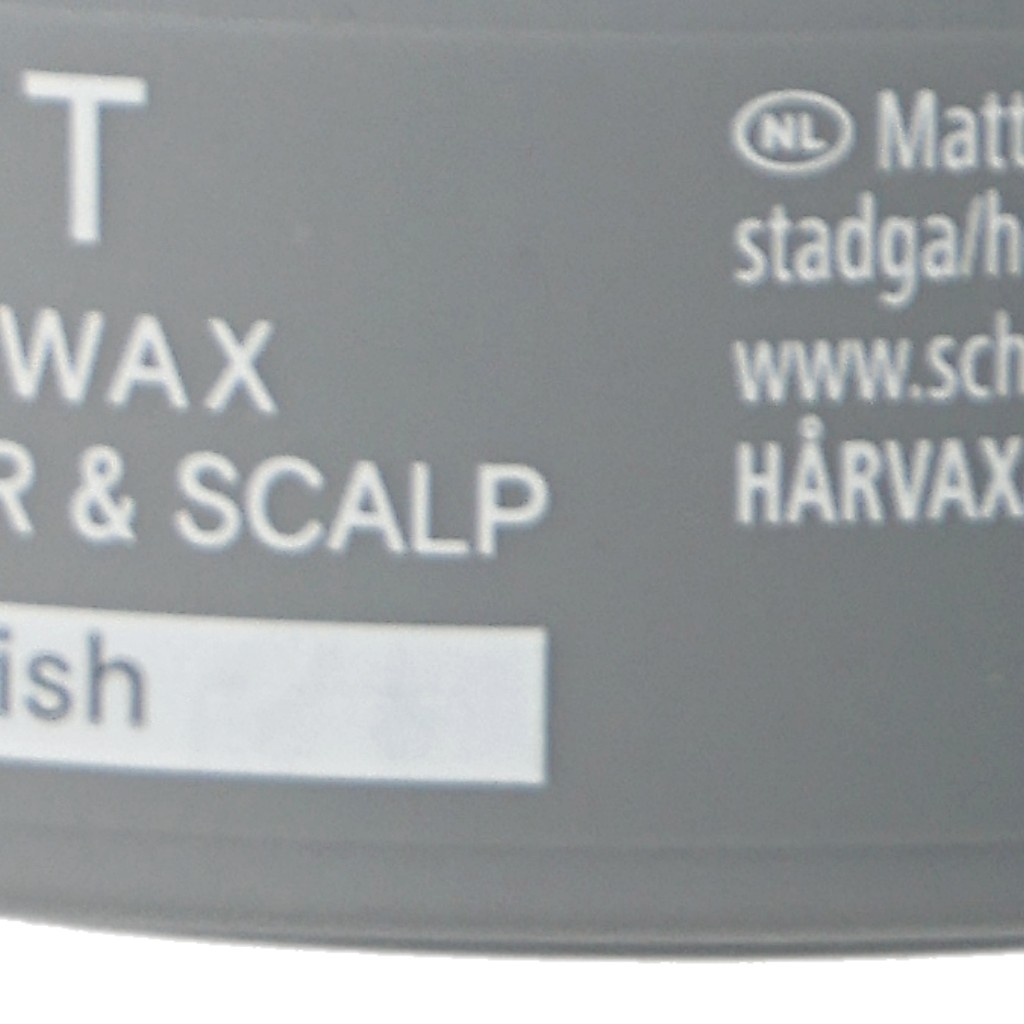 T
WAX
R & SCALP
ish
NL Matt
stadga/h
www.sch
HÅRVAX